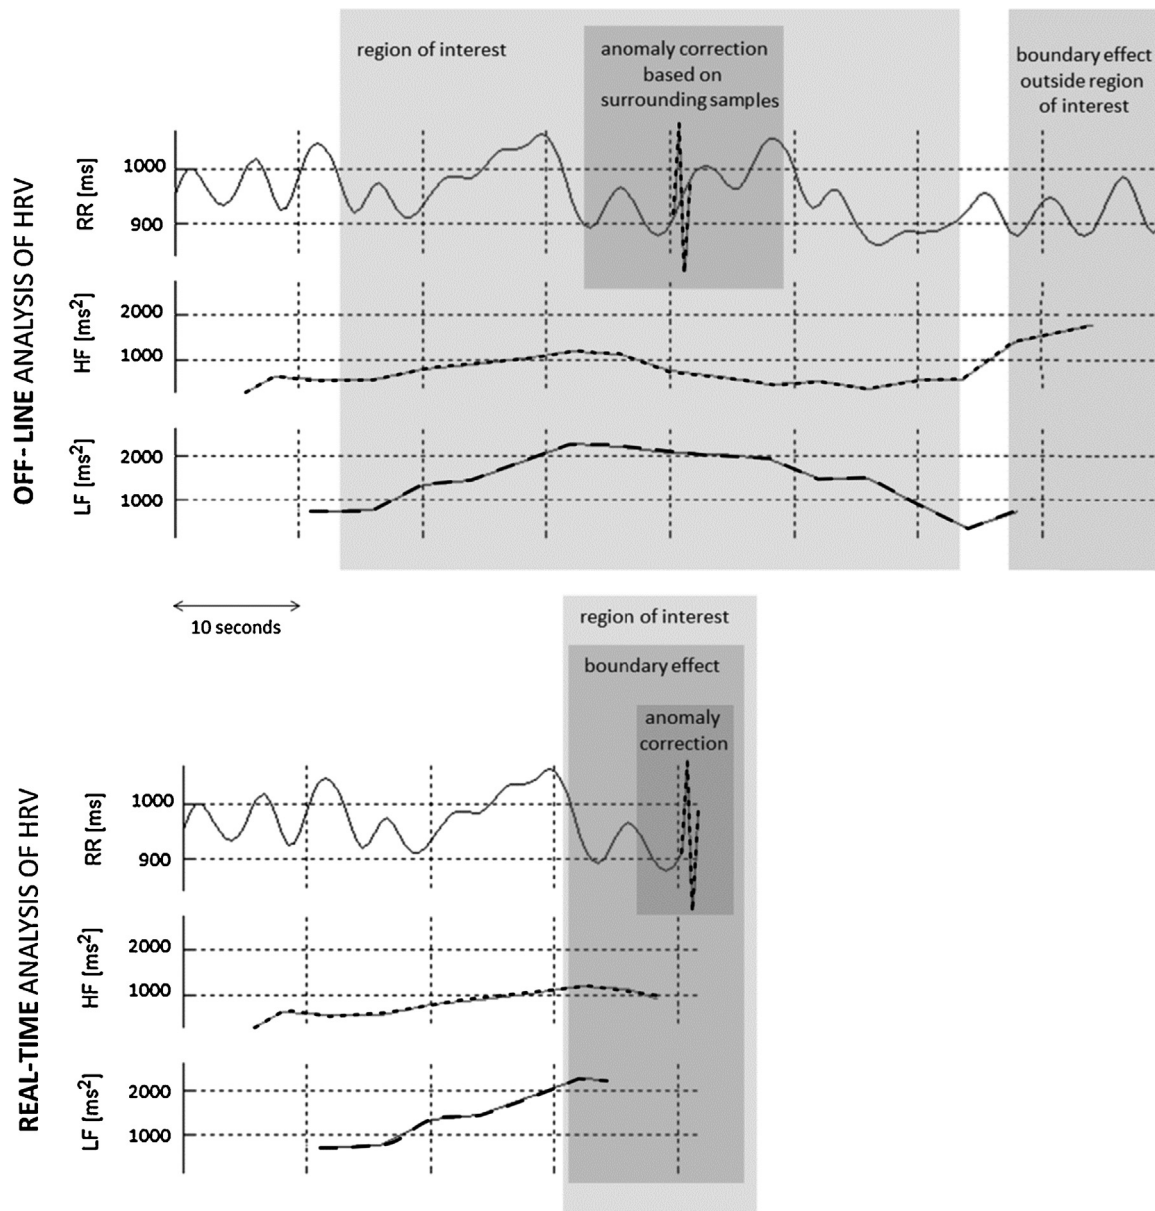 OFF-LINE ANALYSIS OF HRV
region of interest
anomaly correction
based on
surrounding samples
boundary effect
outside region
of interest
RR [ms]
1000
900
HF [ms²]
2000
1000
LF [ms²]
2000
1000
10 seconds
REAL-TIME ANALYSIS OF HRV
region of interest
boundary effect
anomaly
correction
RR [ms]
1000
900
HF [ms²]
2000
1000
LF [ms²]
2000
1000